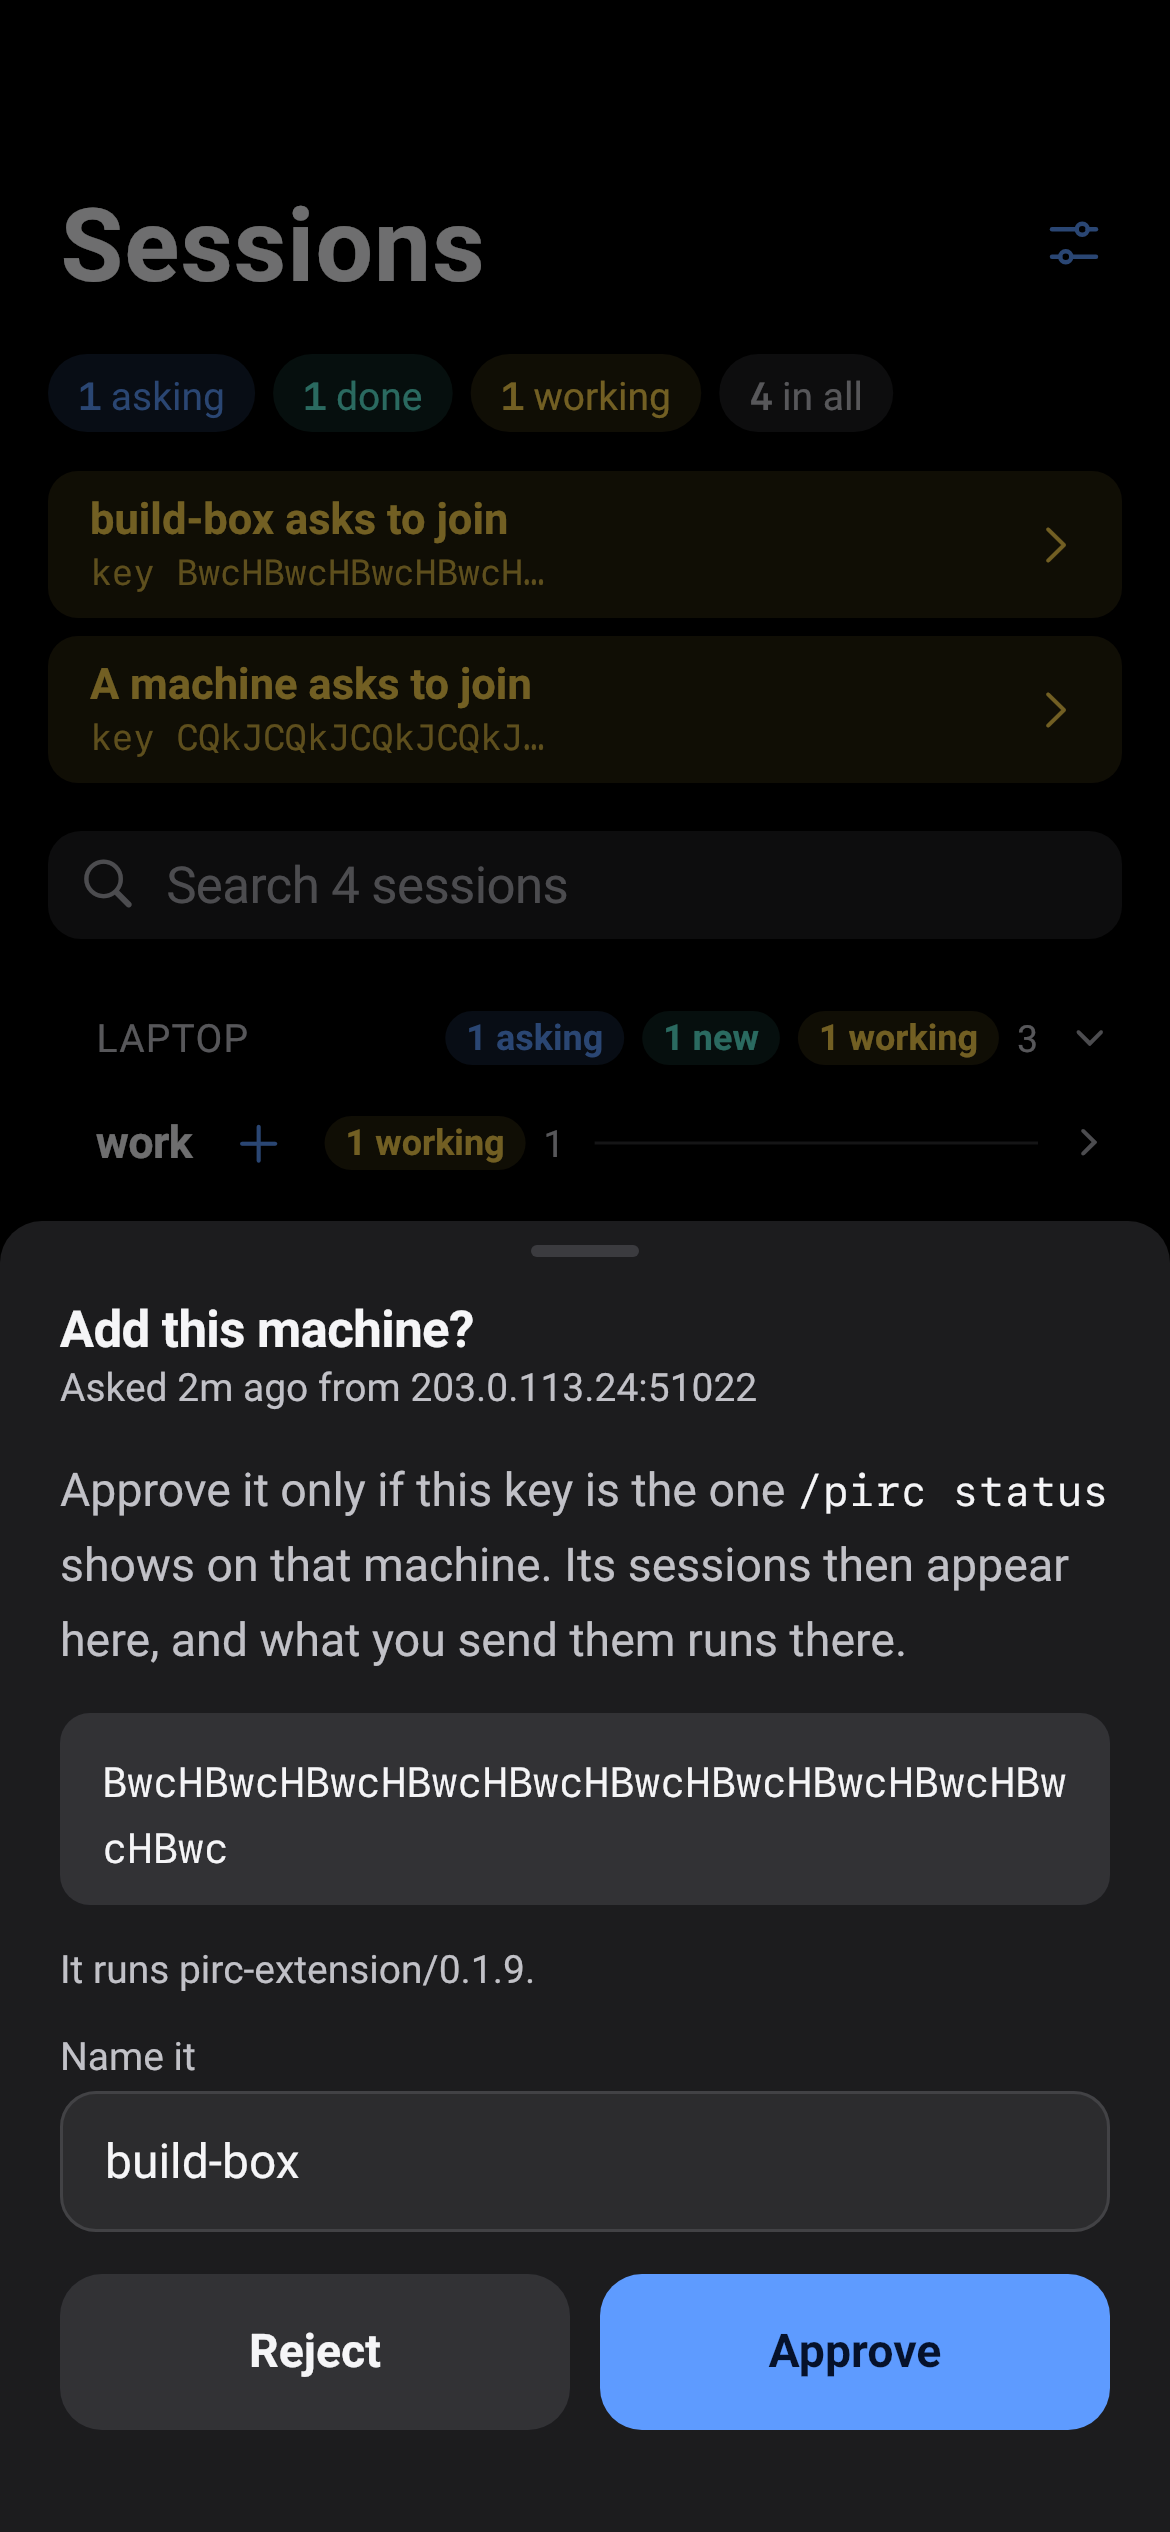 Sessions
1 asking
1 done
1 working
4 in all
build-box asks to join
key BwcHBwcHBwcHBwcH…
A machine asks to join
key CQkJCQkJCQkJCQkJ…
Search 4 sessions
LAPTOP 1 asking 1 new 1 working 3
work 1 working 1
Add this machine?
Asked 2m ago from 203.0.113.24:51022
Approve it only if this key is the one /pirc status
shows on that machine. Its sessions then appear
here, and what you send them runs there.
BwcHBwcHBwcHBwcHBwcHBwcHBwcHBwcHBwcHBw
cHBwc
It runs pirc-extension/0.1.9.
Name it
build-box
Reject
Approve